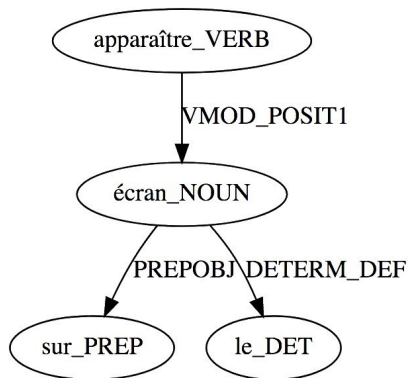 apparaître_VERB
VMOD_POSIT1
écran_NOUN
PREPOBJ DETERM_DEF
sur_PREP le_DET